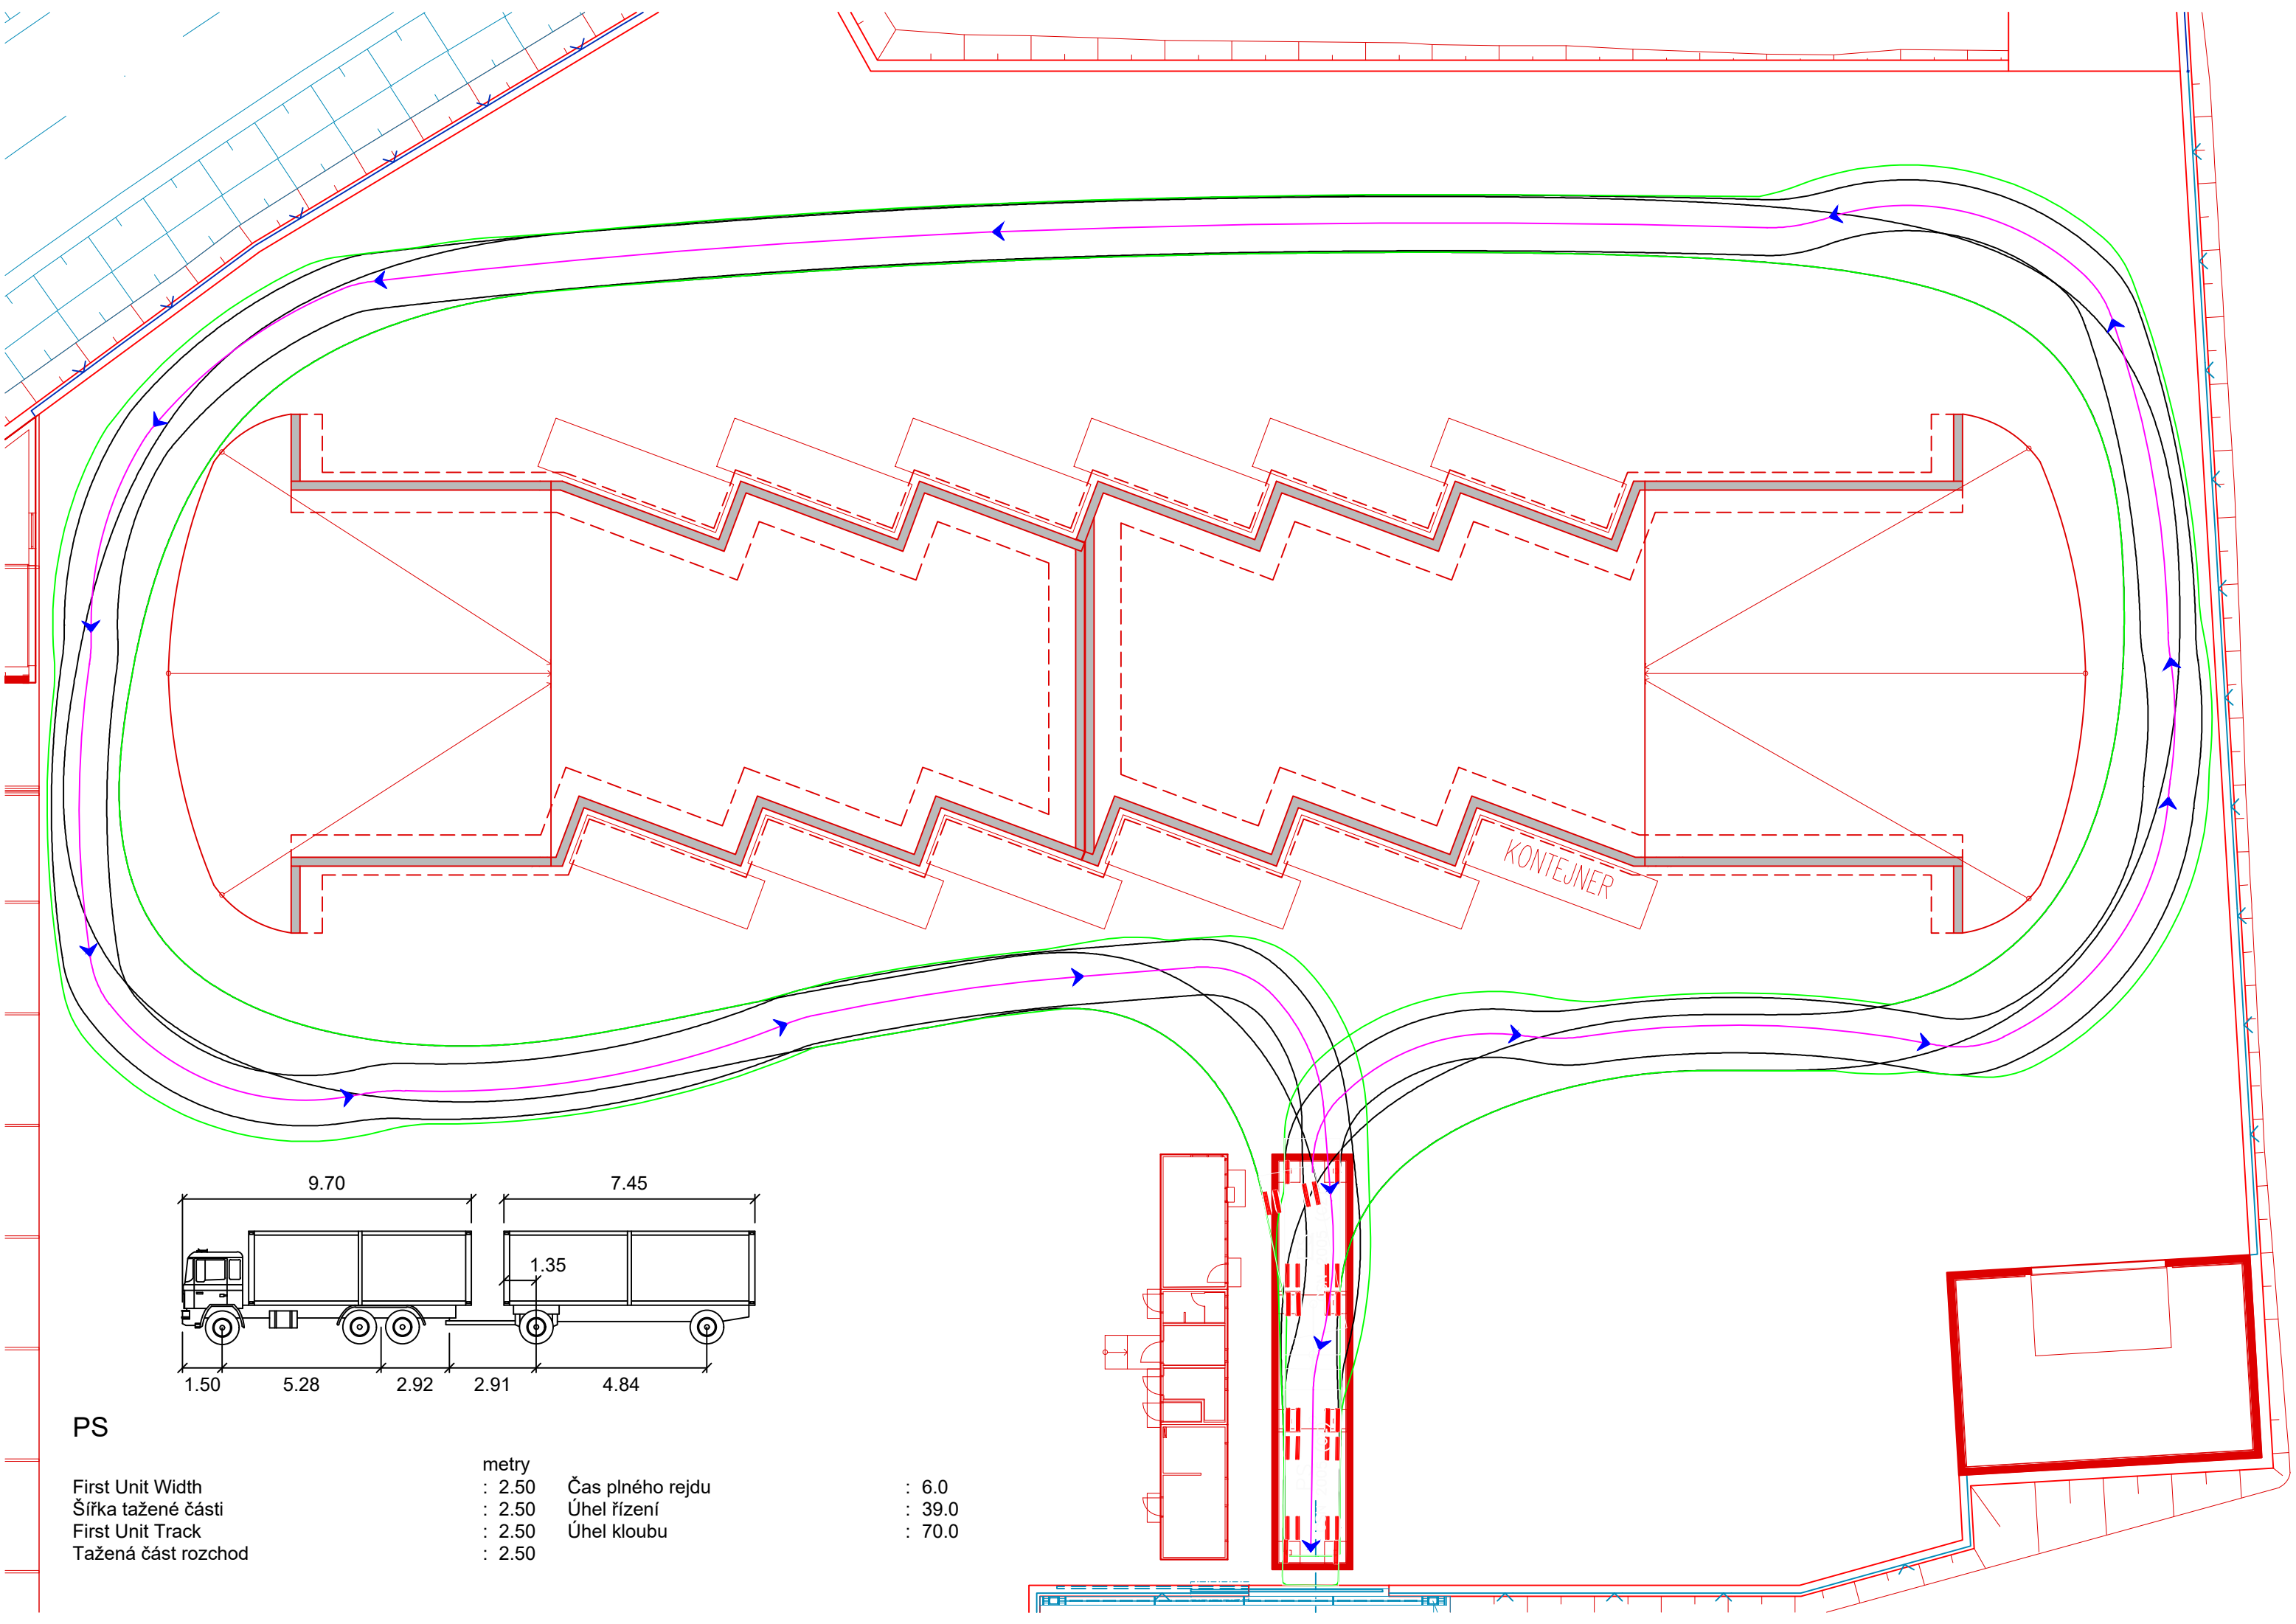 KONTEJNER
9.70 7.45
1.35
1.50 5.28 2.92 2.91 4.84
PS
metry
First Unit Width : 2.50 Čas plného rejdu : 6.0
Šířka tažené části : 2.50 Úhel řízení : 39.0
First Unit Track : 2.50 Úhel kloubu : 70.0
Tažená část rozchod : 2.50